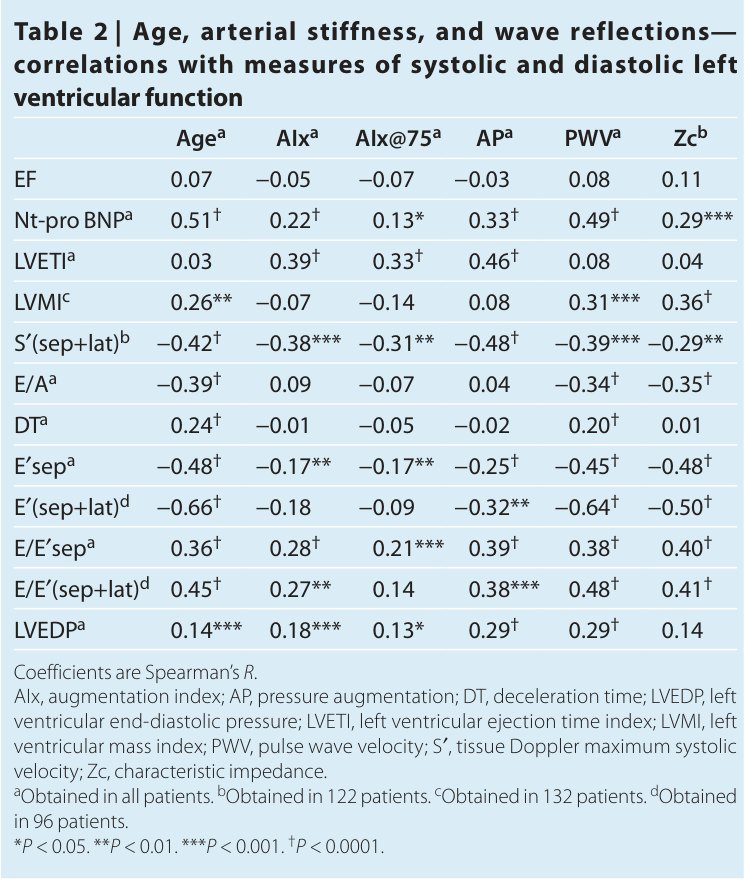 Table 2 | Age, arterial stiffness, and wave reflections—
correlations with measures of systolic and diastolic left
ventricular function
Ageᵃ AIxᵃ AIx@75ᵃ APᵃ PWVᵃ Zcᵇ
EF 0.07 −0.05 −0.07 −0.03 0.08 0.11
Nt-pro BNPᵃ 0.51† 0.22† 0.13* 0.33† 0.49† 0.29***
LVETIᵃ 0.03 0.39† 0.33† 0.46† 0.08 0.04
LVMIᶜ 0.26** −0.07 −0.14 0.08 0.31*** 0.36†
S′(sep+lat)ᵇ −0.42† −0.38*** −0.31** −0.48† −0.39*** −0.29**
E/Aᵃ −0.39† 0.09 −0.07 0.04 −0.34† −0.35†
DTᵃ 0.24† −0.01 −0.05 −0.02 0.20† 0.01
E′sepᵃ −0.48† −0.17** −0.17** −0.25† −0.45† −0.48†
E′(sep+lat)ᵈ −0.66† −0.18 −0.09 −0.32** −0.64† −0.50†
E/E′sepᵃ 0.36† 0.28† 0.21*** 0.39† 0.38† 0.40†
E/E′(sep+lat)ᵈ 0.45† 0.27** 0.14 0.38*** 0.48† 0.41†
LVEDPᵃ 0.14*** 0.18*** 0.13* 0.29† 0.29† 0.14
Coefficients are Spearman's R.
AIx, augmentation index; AP, pressure augmentation; DT, deceleration time; LVEDP, left
ventricular end-diastolic pressure; LVETI, left ventricular ejection time index; LVMI, left
ventricular mass index; PWV, pulse wave velocity; S′, tissue Doppler maximum systolic
velocity; Zc, characteristic impedance.
ᵃObtained in all patients. ᵇObtained in 122 patients. ᶜObtained in 132 patients. ᵈObtained
in 96 patients.
*P < 0.05. **P < 0.01. ***P < 0.001. †P < 0.0001.